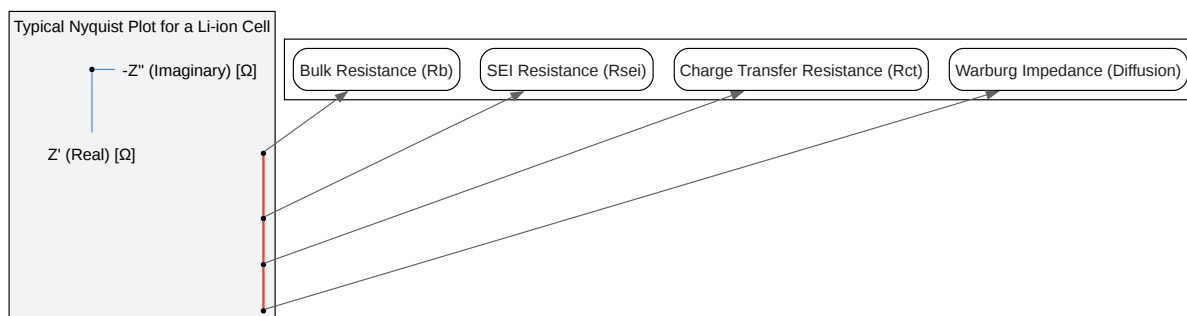 Typical Nyquist Plot for a Li-ion Cell
-Z" (Imaginary) [Ω]
Z' (Real) [Ω]
Bulk Resistance (Rb)
SEI Resistance (Rsei)
Charge Transfer Resistance (Rct)
Warburg Impedance (Diffusion)